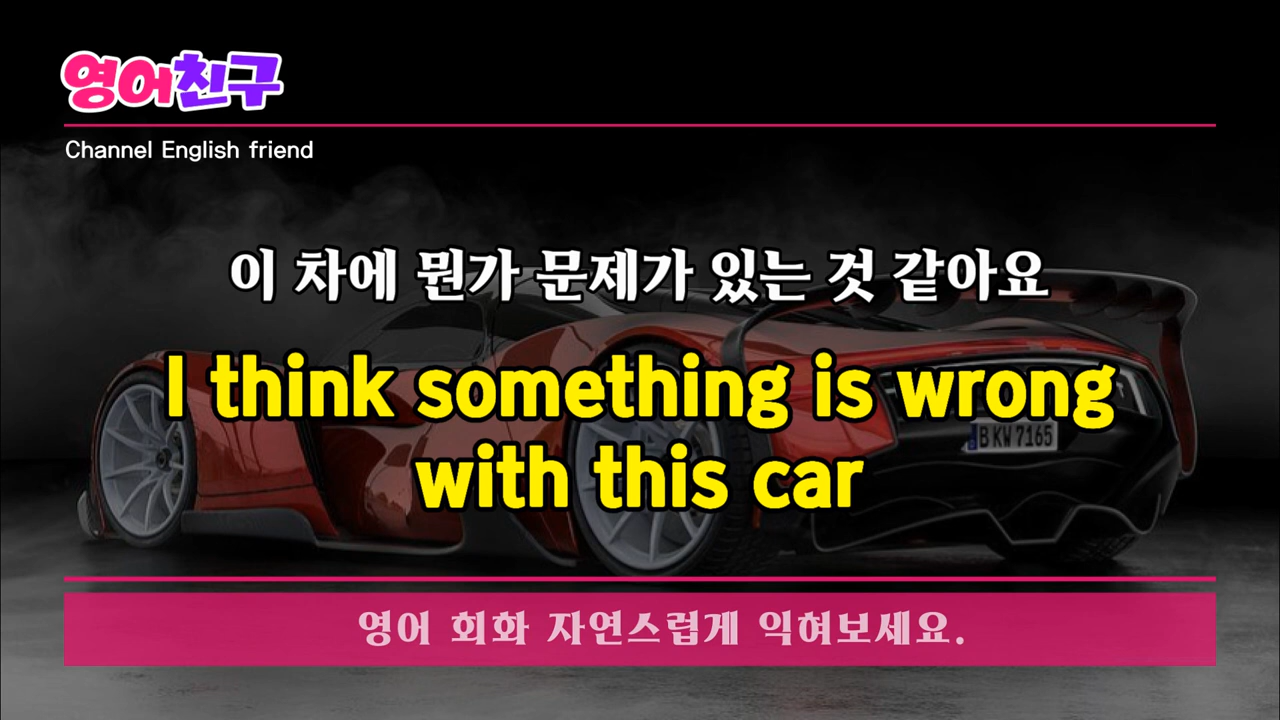 영어친구
Channel English friend
이 차에 뭔가 문제가 있는 것 같아요
I think something is wrong
with this car
B KW 7165
영어 회화 자연스럽게 익혀보세요.